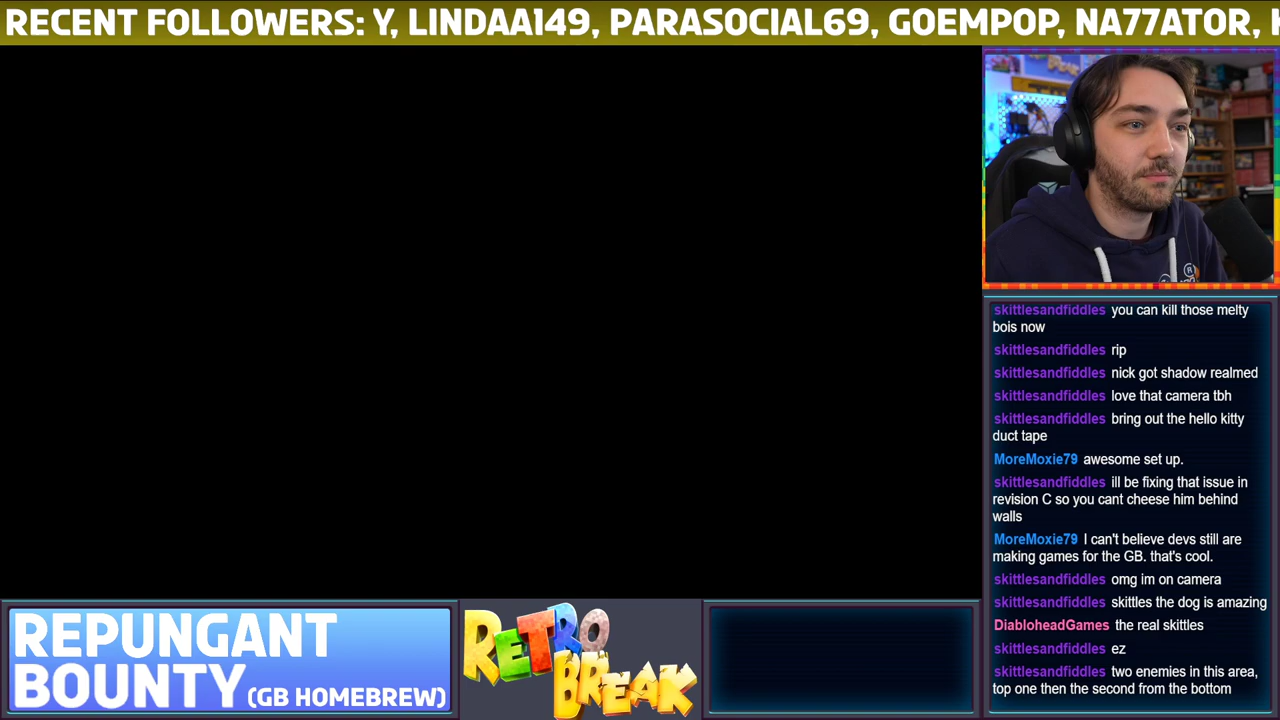 RECENT FOLLOWERS: Y, LINDAA149, PARASOCIAL69, GOEMPOP, NA77ATOR,
skittlesandfiddles you can kill those melty
bois now
skittlesandfiddles rip
skittlesandfiddles nick got shadow realmed
skittlesandfiddles love that camera tbh
skittlesandfiddles bring out the hello kitty
duct tape
MoreMoxie79 awesome set up.
skittlesandfiddles ill be fixing that issue in
revision C so you cant cheese him behind
walls
MoreMoxie79 I can't believe devs still are
making games for the GB. that's cool.
skittlesandfiddles omg im on camera
skittlesandfiddles skittles the dog is amazing
DiabloheadGames the real skittles
skittlesandfiddles ez
skittlesandfiddles two enemies in this area,
top one then the second from the bottom
REPUNGANT
BOUNTY (GB HOMEBREW)
RETRO
BREAK